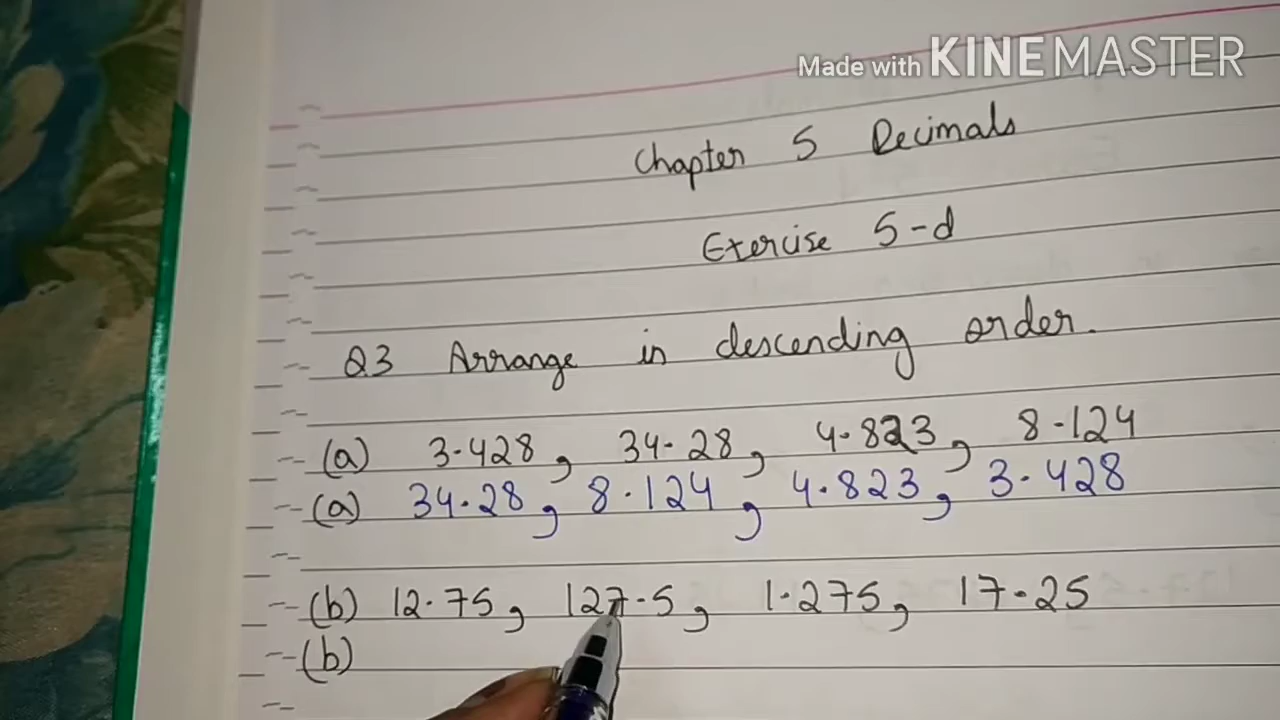 Made with KINEMASTER
Chapter 5 Decimals
Exercise 5-d
Q3 Arrange in descending order.
(a) 3.428, 34.28, 4.823, 8.124
(a) 34.28, 8.124, 4.823, 3.428
(b) 12.75, 127.5, 1.275, 17.25
(b)